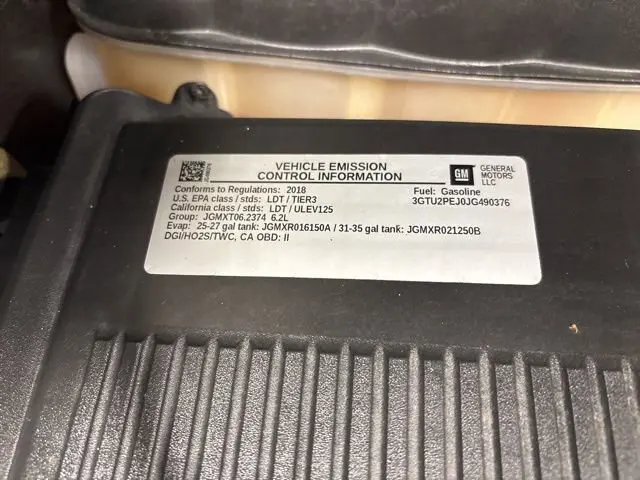 VEHICLE EMISSION
CONTROL INFORMATION
GM
GENERAL
MOTORS
LLC
Conforms to Regulations: 2018
Fuel: Gasoline
U.S. EPA class / stds: LDT / TIER3
3GTU2PEJ0JG490376
California class / stds: LDT / ULEV125
Group: JGMXT06.2374 6.2L
Evap: 25-27 gal tank: JGMXR016150A / 31-35 gal tank: JGMXR021250B
DGI/HO2S/TWC, CA OBD: II